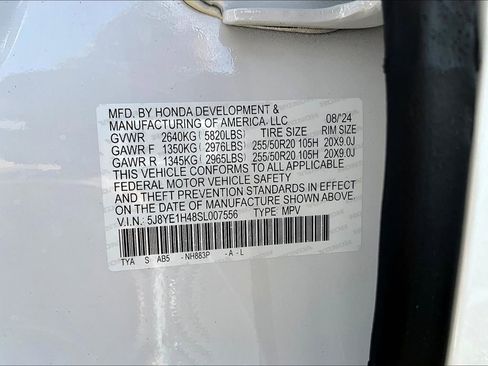 MFD. BY HONDA DEVELOPMENT &
MANUFACTURING OF AMERICA, LLC 08/'24
GVWR 2640KG( 5820LBS) TIRE SIZE RIM SIZE
GAWR F 1350KG( 2976LBS) 255/50R20 105H 20X9.0J
GAWR R 1345KG( 2965LBS) 255/50R20 105H 20X9.0J
THIS VEHICLE CONFORMS TO ALL APPLICABLE
FEDERAL MOTOR VEHICLE SAFETY
AND THEFT PREVENTION STANDARDS IN EFFECT
ON THE DATE OF MANUFACTURE SHOWN ABOVE.
V.I.N.: 5J8YE1H48SL007556 TYPE: MPV
TYA S AB5 -NH883P -A-L